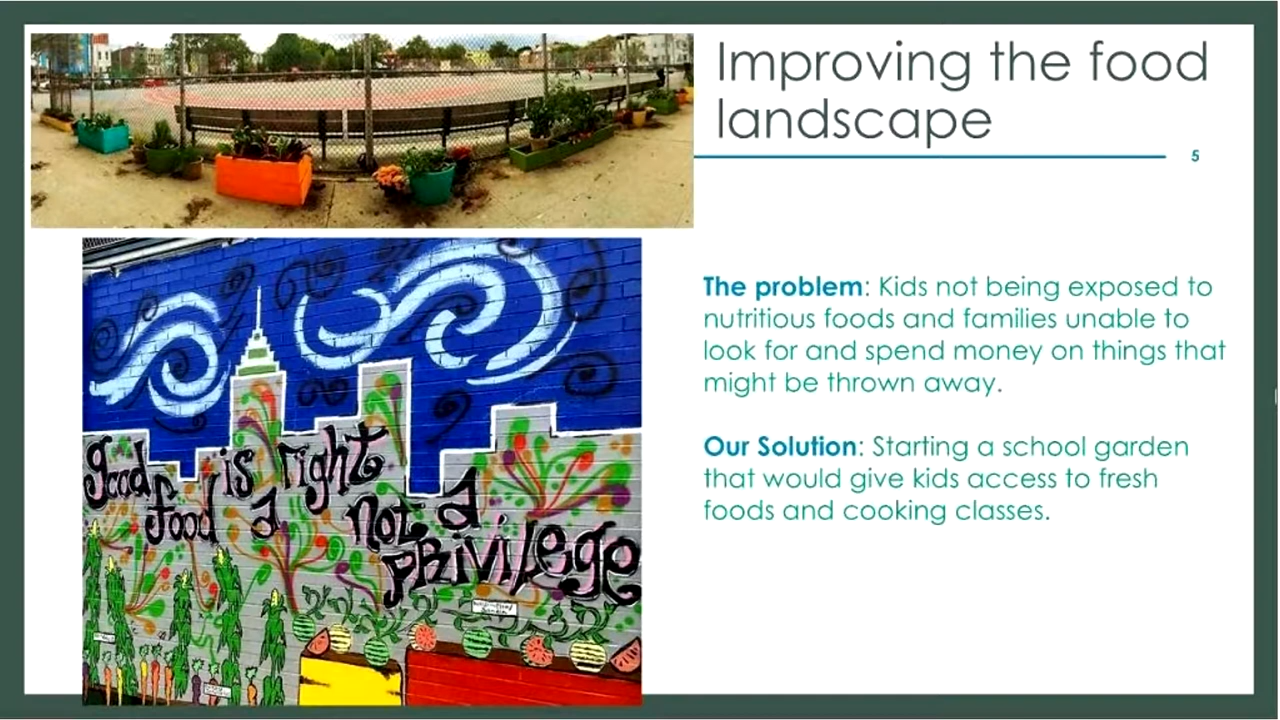 Improving the food
landscape
5
The problem: Kids not being exposed to
nutritious foods and families unable to
look for and spend money on things that
might be thrown away.
Our Solution: Starting a school garden
that would give kids access to fresh
foods and cooking classes.
good food is a right not a PRiViLege